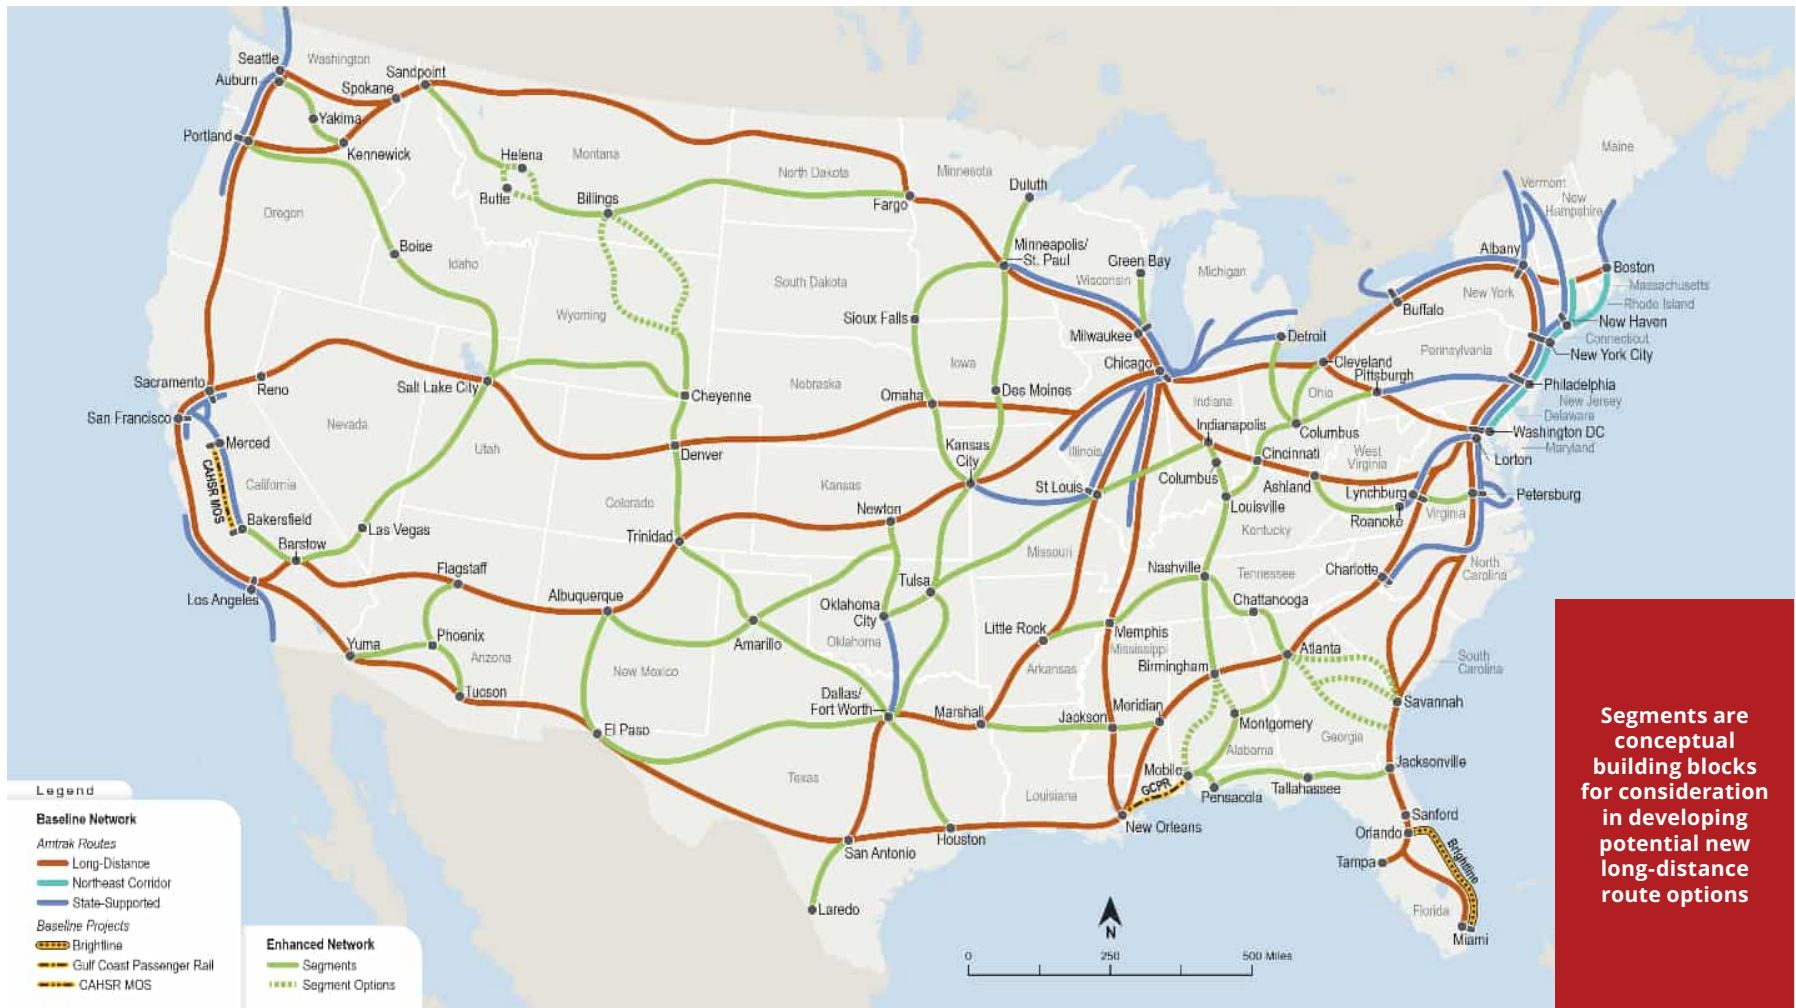 Seattle
Washington
Auburn
Sandpoint
Spokane
Yakima
Portland
Kennewick
Helena
Montana
Butte
Billings
North Dakota
Minnesota
Duluth
Fargo
Maine
Vermont
New
Hampshire
Oregon
Boise
Idaho
Minneapolis/
St. Paul
Green Bay
Wisconsin
Michigan
Albany
Boston
Massachusetts
Rhode Island
New York
Buffalo
New Haven
Connecticut
New York City
South Dakota
Wyoming
Sioux Falls
Milwaukee
Detroit
Chicago
Cleveland
Pennsylvania
Pittsburgh
Philadelphia
New Jersey
Delaware
Washington DC
Maryland
Lorton
Sacramento
Reno
Salt Lake City
Cheyenne
Nebraska
Iowa
Omaha
Des Moines
Indiana
Ohio
San Francisco
Nevada
Merced
Utah
Denver
Kansas
City
Illinois
Indianapolis
Columbus
Cincinnati
West
Virginia
CAHSR MOS
California
Colorado
Kansas
St Louis
Columbus
Ashland
Lynchburg
Petersburg
Louisville
Roanoke
Virginia
Bakersfield
Las Vegas
Newton
Kentucky
Barstow
Trinidad
Missouri
Flagstaff
Tulsa
Nashville
Tennessee
Charlotte
North
Carolina
Los Angeles
Albuquerque
Oklahoma
City
Chattanooga
Yuma
Phoenix
Arizona
Amarillo
Oklahoma
Little Rock
Memphis
Mississippi
Atlanta
South
Carolina
New Mexico
Arkansas
Birmingham
Tucson
Dallas/
Fort Worth
Marshall
Jackson
Meridian
Montgomery
Savannah
El Paso
Georgia
Alabama
Texas
Louisiana
Mobile
GCPR
Pensacola
Tallahassee
Jacksonville
New Orleans
Houston
San Antonio
Sanford
Orlando
Tampa
Brightline
Laredo
Florida
Miami
N
0
250
500 Miles
Legend
Baseline Network
Amtrak Routes
Long-Distance
Northeast Corridor
State-Supported
Baseline Projects
Brightline
Gulf Coast Passenger Rail
CAHSR MOS
Enhanced Network
Segments
Segment Options
Segments are
conceptual
building blocks
for consideration
in developing
potential new
long-distance
route options